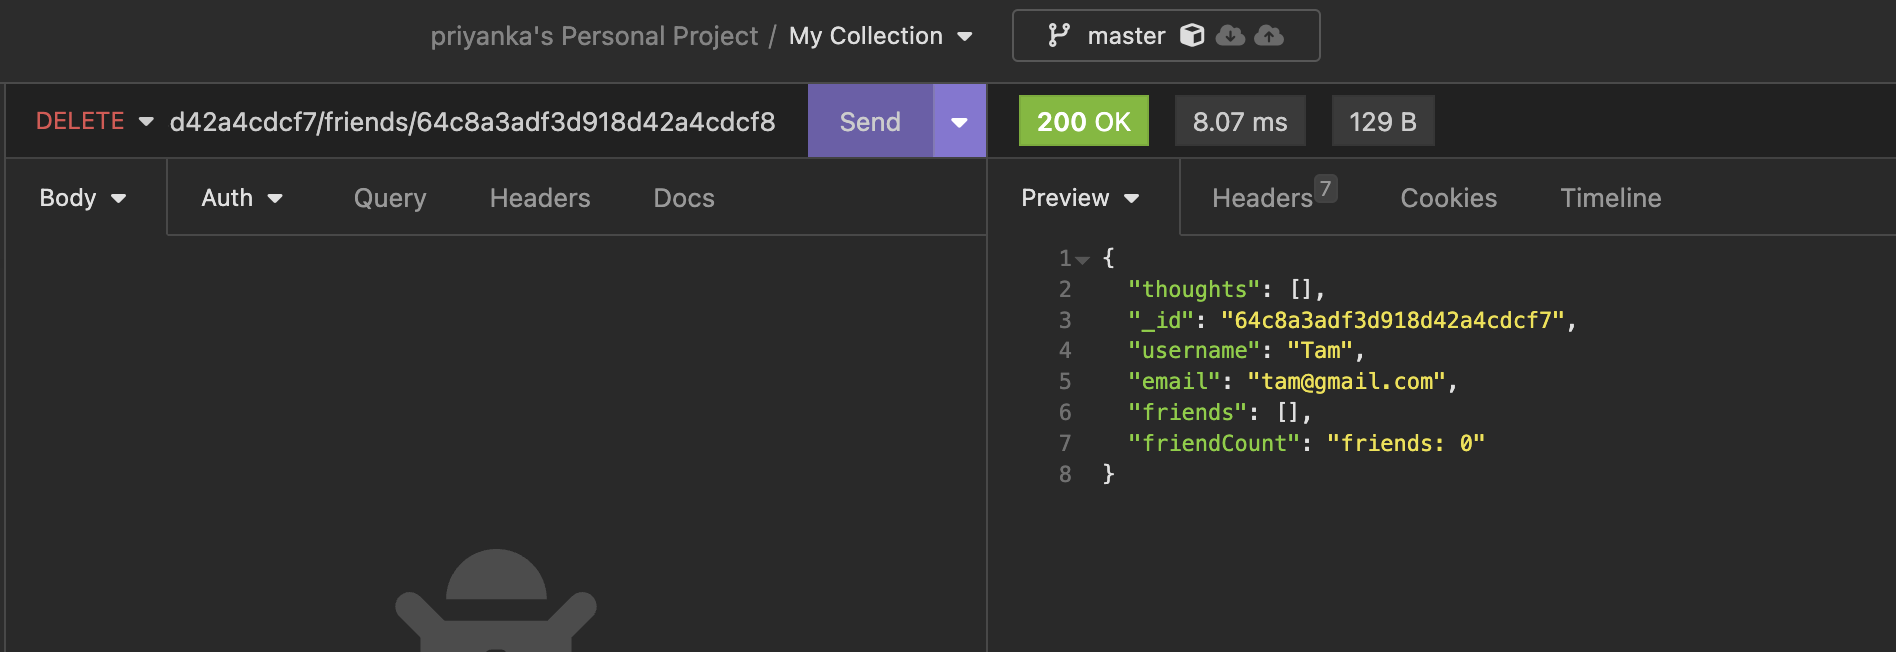 priyanka's Personal Project / My Collection
master
DELETE d42a4cdcf7/friends/64c8a3adf3d918d42a4cdcf8 Send
200 OK 8.07 ms 129 B
Body Auth Query Headers Docs
Preview Headers 7 Cookies Timeline
1 {
2 "thoughts": [],
3 "_id": "64c8a3adf3d918d42a4cdcf7",
4 "username": "Tam",
5 "email": "tam@gmail.com",
6 "friends": [],
7 "friendCount": "friends: 0"
8 }